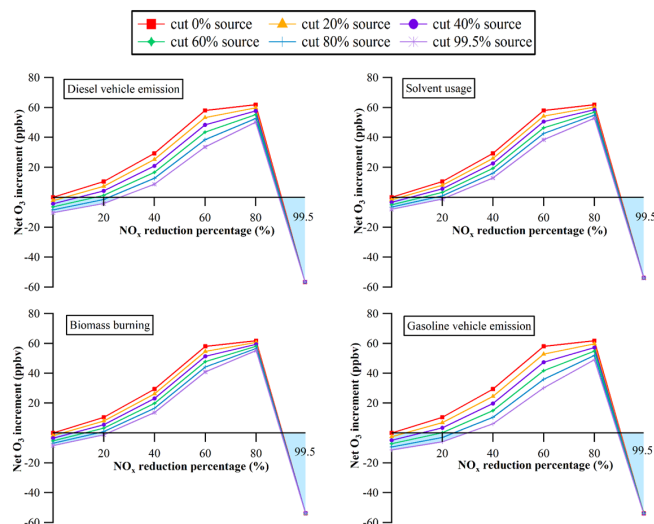 cut 0% source cut 20% source cut 40% source
cut 60% source cut 80% source cut 99.5% source
Diesel vehicle emission
Net O₃ increment (ppbv)
80
60
40
20
-20
-40
-60
20 40 60 80 99.5
NOₓ reduction percentage (%)
Solvent usage
Net O₃ increment (ppbv)
80
60
40
20
-20
-40
-60
20 40 60 80 99.5
NOₓ reduction percentage (%)
Biomass burning
Net O₃ increment (ppbv)
80
60
40
20
-20
-40
-60
20 40 60 80 99.5
NOₓ reduction percentage (%)
Gasoline vehicle emission
Net O₃ increment (ppbv)
80
60
40
20
-20
-40
-60
20 40 60 80 99.5
NOₓ reduction percentage (%)